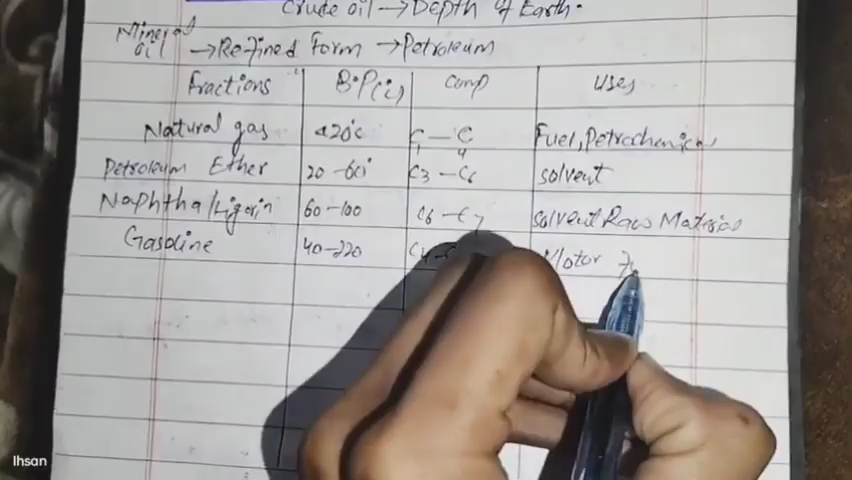 Crude oil → Depth of Earth.
Mineral oil → Refined Form → Petroleum
Fractions B.P(c) Comp Uses
Natural gas <20°c C1 — C4 Fuel, Petrochemical
Petroleum Ether 20 - 60° C3 - C6 solvent
Naphtha/Ligorin 60 - 100 C6 - C7 solvent Raw Material
Gasoline 40 - 220 C4 - Motor
Ihsan